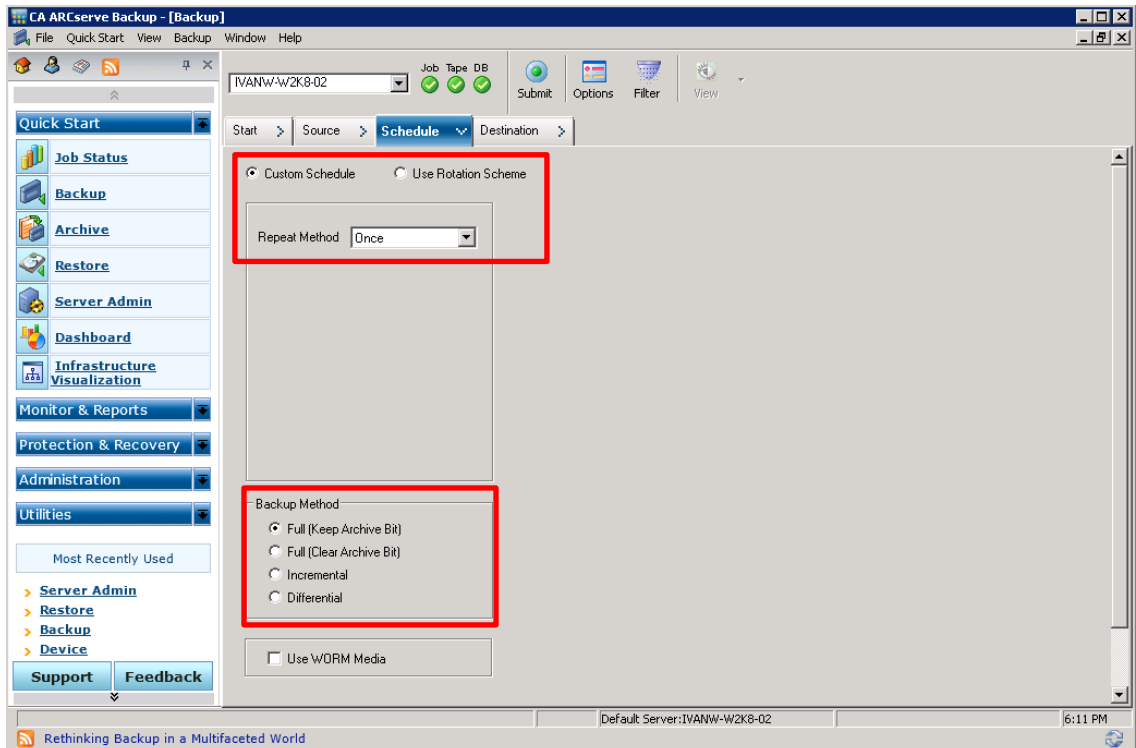 CA ARCserve Backup - [Backup]
File Quick Start View Backup Window Help
IVANW-W2K8-02
Job Tape DB
Submit
Options
Filter
View
Quick Start
Job Status
Backup
Archive
Restore
Server Admin
Dashboard
Infrastructure
Visualization
Monitor & Reports
Protection & Recovery
Administration
Utilities
Most Recently Used
Server Admin
Restore
Backup
Device
Support Feedback
Start Source Schedule Destination
Custom Schedule Use Rotation Scheme
Repeat Method Once
Backup Method
Full (Keep Archive Bit)
Full (Clear Archive Bit)
Incremental
Differential
Use WORM Media
Default Server:IVANW-W2K8-02
6:11 PM
Rethinking Backup in a Multifaceted World